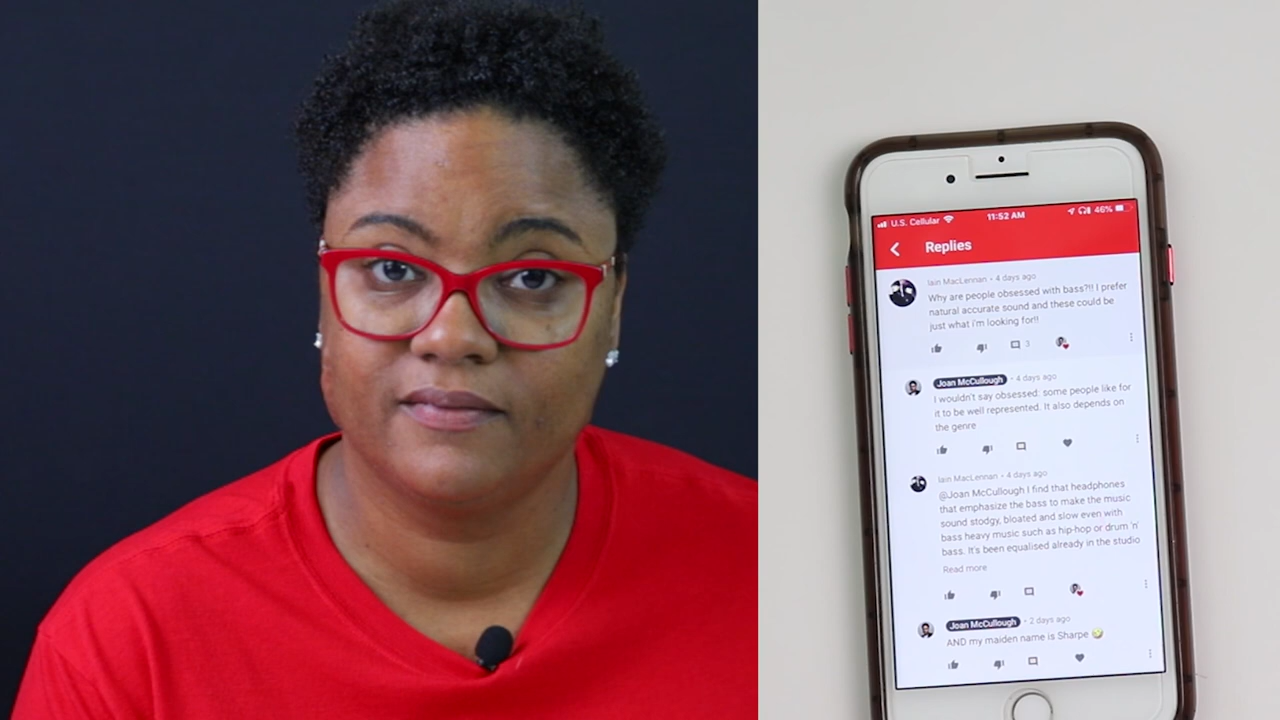 U.S. Cellular 11:52 AM 46%
Replies
Iain MacLennan • 4 days ago
Why are people obsessed with bass?!! I prefer
natural accurate sound and these could be
just what i'm looking for!!
3
Joan McCullough • 4 days ago
I wouldn't say obsessed: some people like for
it to be well represented. It also depends on
the genre
Iain MacLennan • 4 days ago
@Joan McCullough I find that headphones
that emphasize the bass to make the music
sound stodgy, bloated and slow even with
bass heavy music such as hip-hop or drum 'n'
bass. It's been equalised already in the studio
Read more
Joan McCullough • 2 days ago
AND my maiden name is Sharpe 🤣